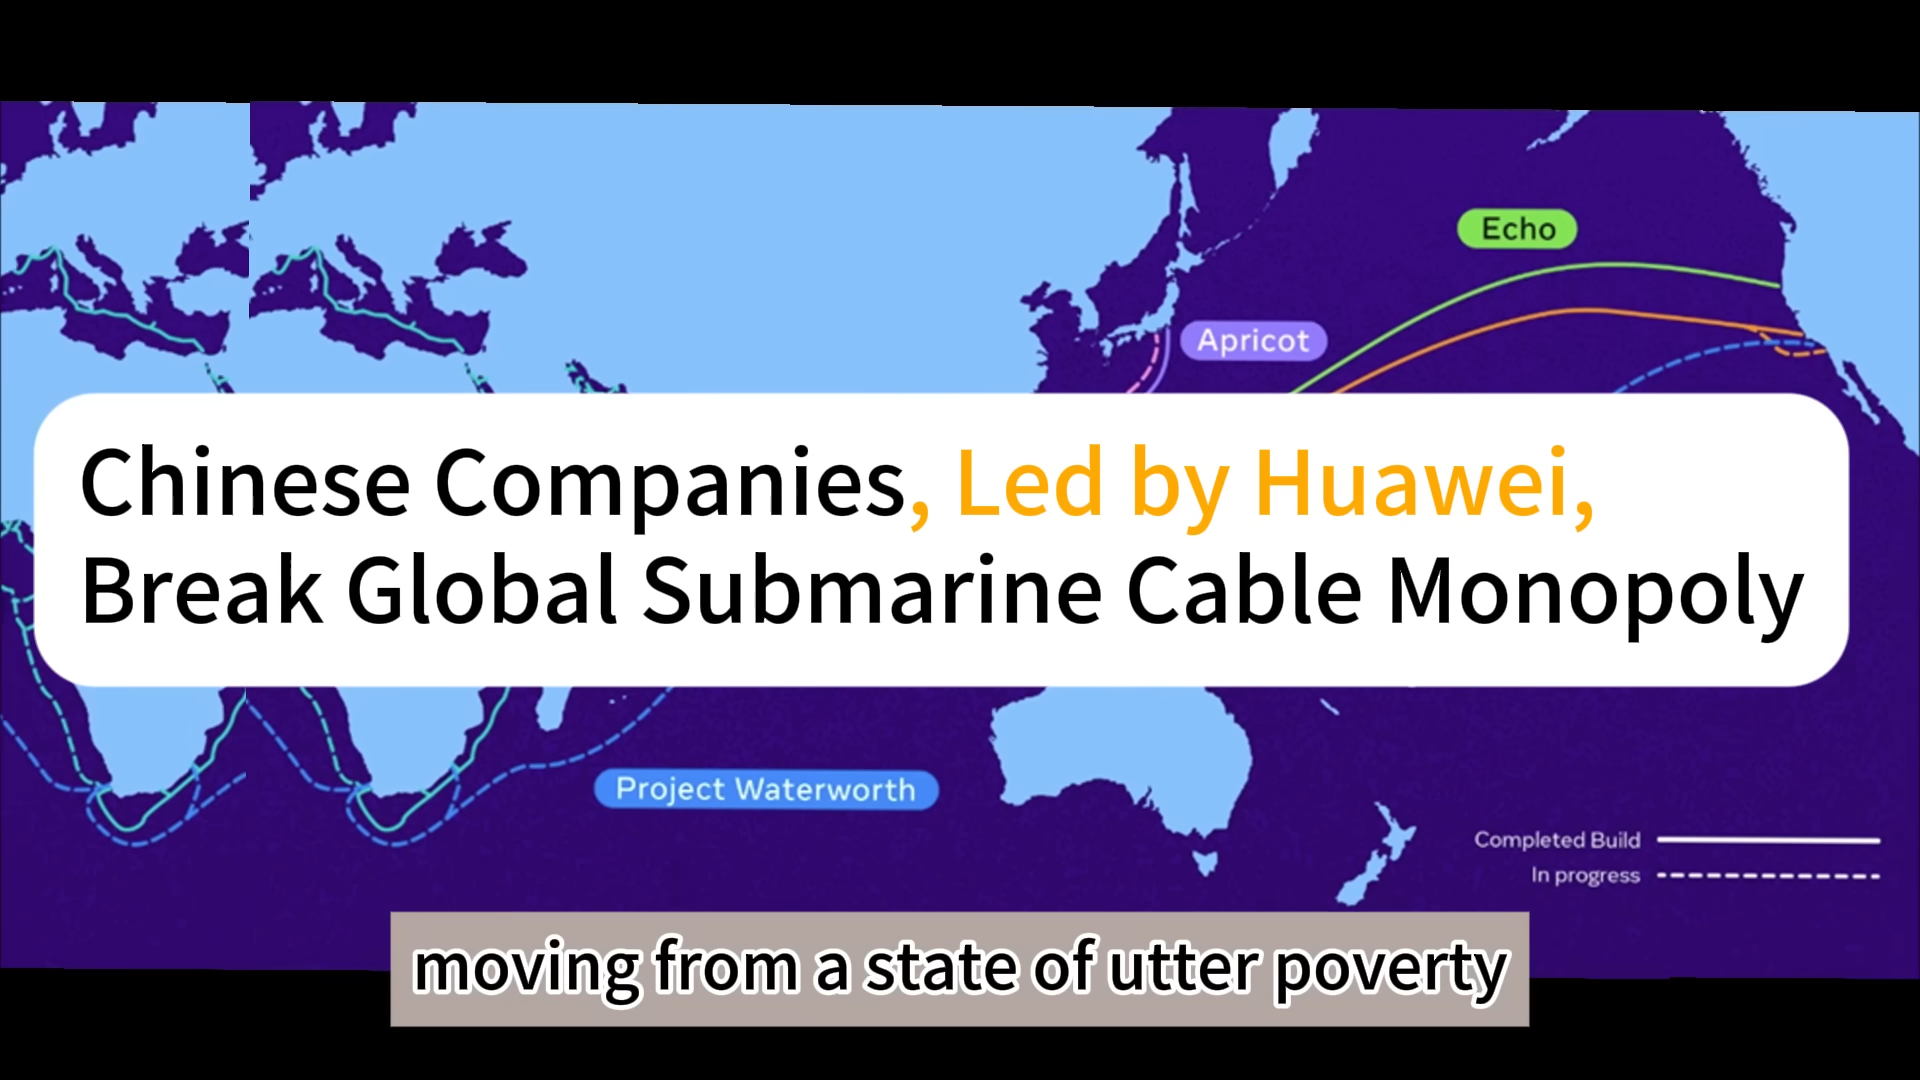 Echo
Apricot
Chinese Companies, Led by Huawei,
Break Global Submarine Cable Monopoly
Project Waterworth
Completed Build
In progress
moving from a state of utter poverty